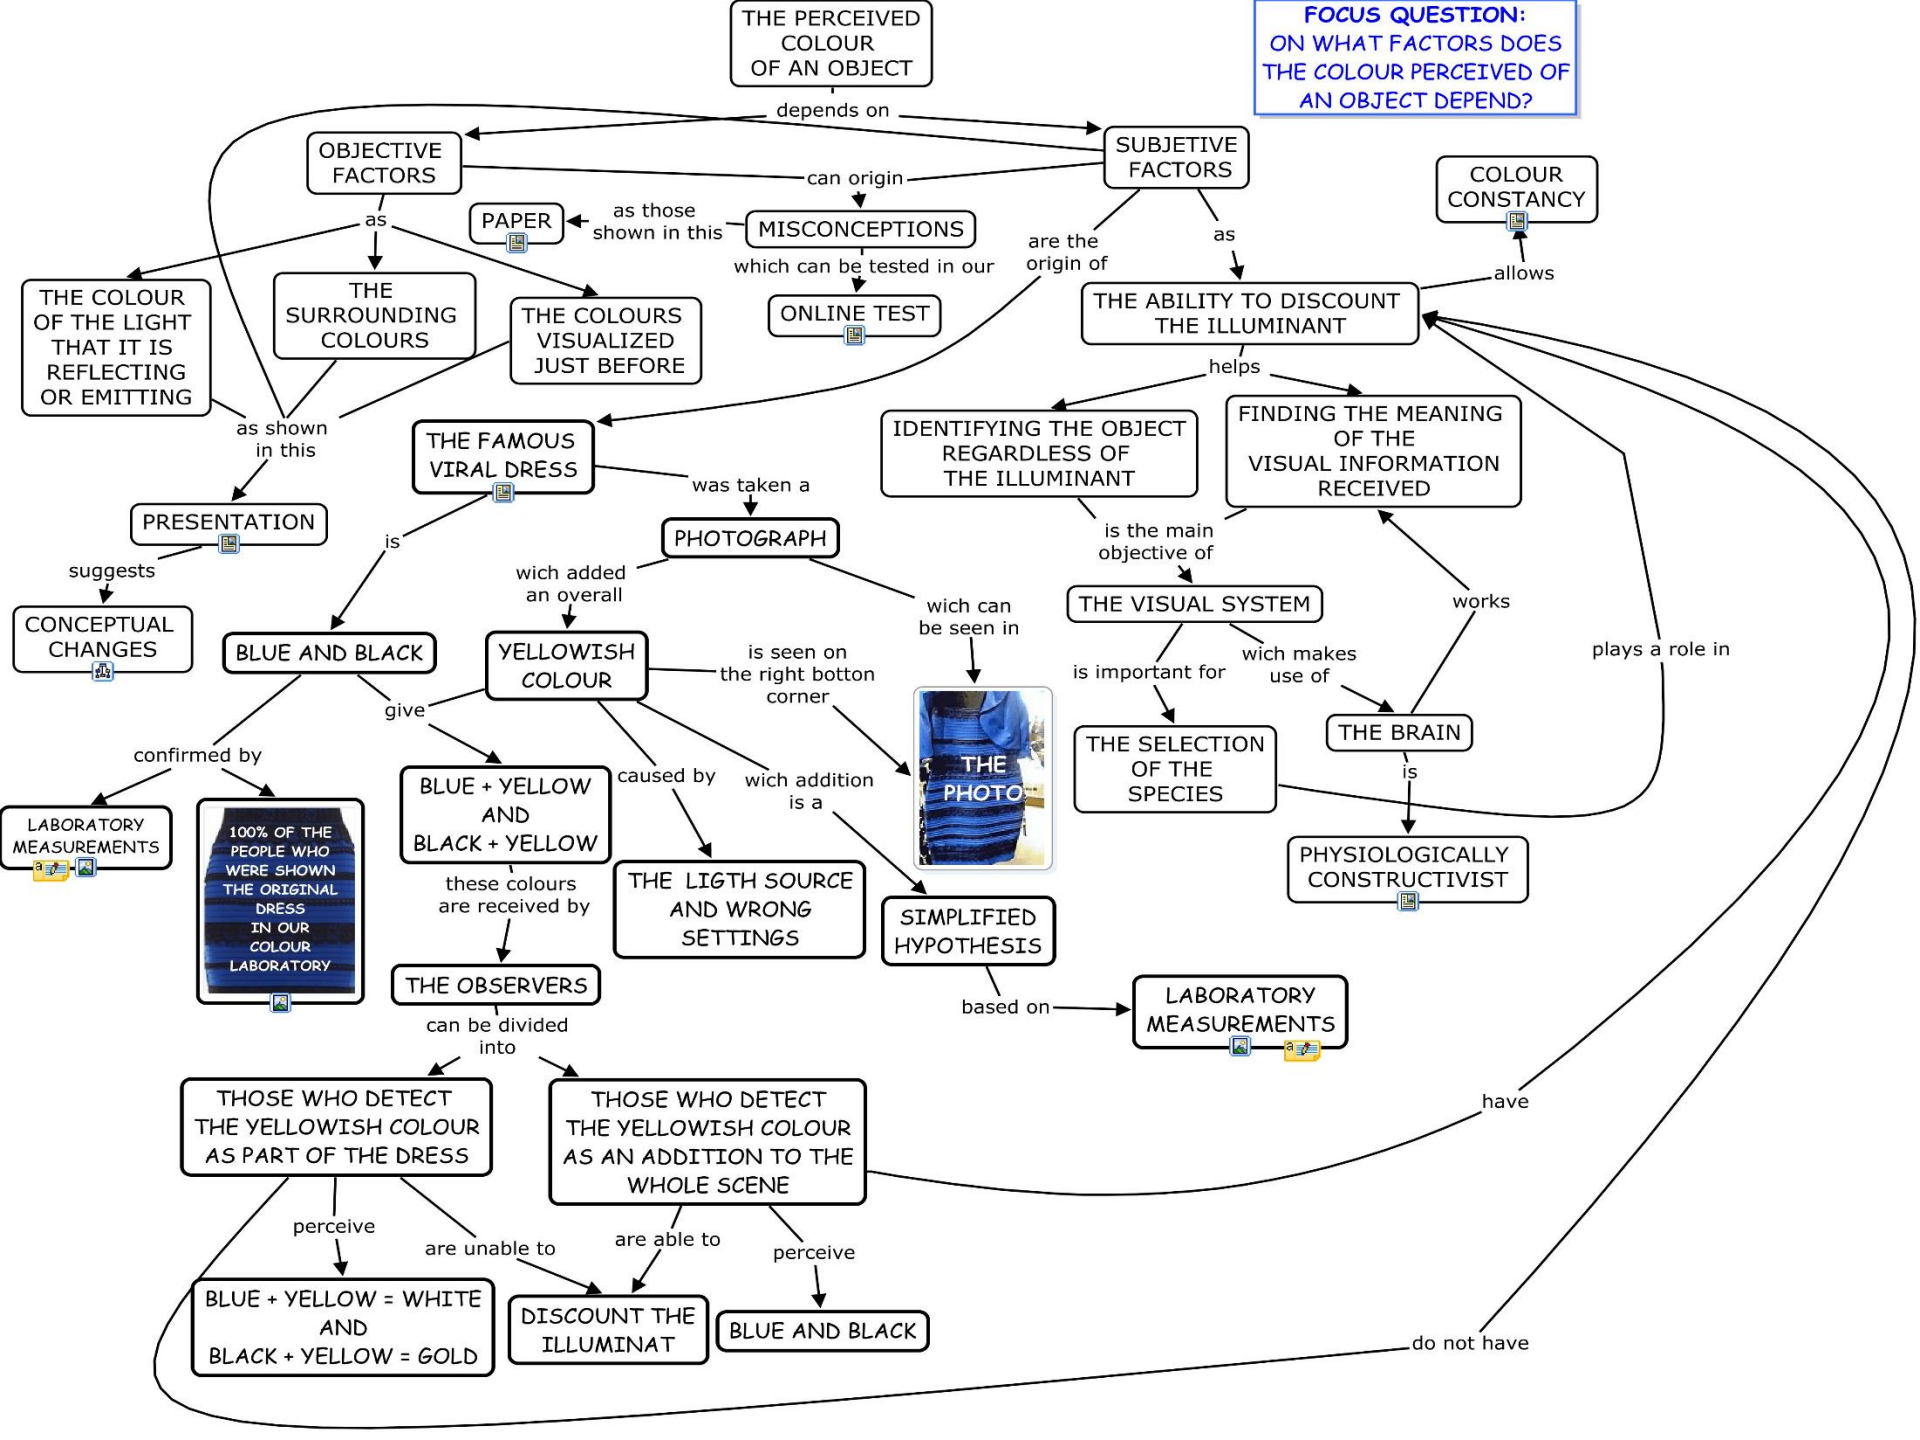 THE PERCEIVED
COLOUR
OF AN OBJECT
FOCUS QUESTION:
ON WHAT FACTORS DOES
THE COLOUR PERCEIVED OF
AN OBJECT DEPEND?
depends on
OBJECTIVE
FACTORS
SUBJETIVE
FACTORS
can origin
COLOUR
CONSTANCY
as
PAPER
as those
shown in this
MISCONCEPTIONS
are the
origin of
as
which can be tested in our
allows
THE COLOUR
OF THE LIGHT
THAT IT IS
REFLECTING
OR EMITTING
THE
SURROUNDING
COLOURS
THE COLOURS
VISUALIZED
JUST BEFORE
ONLINE TEST
THE ABILITY TO DISCOUNT
THE ILLUMINANT
helps
as shown
in this
THE FAMOUS
VIRAL DRESS
IDENTIFYING THE OBJECT
REGARDLESS OF
THE ILLUMINANT
FINDING THE MEANING
OF THE
VISUAL INFORMATION
RECEIVED
was taken a
PRESENTATION
is
PHOTOGRAPH
is the main
objective of
suggests
wich added
an overall
wich can
be seen in
THE VISUAL SYSTEM
works
CONCEPTUAL
CHANGES
BLUE AND BLACK
YELLOWISH
COLOUR
is seen on
the right botton
corner
is important for
wich makes
use of
plays a role in
give
confirmed by
THE SELECTION
OF THE
SPECIES
THE BRAIN
is
BLUE + YELLOW
AND
BLACK + YELLOW
caused by
wich addition
is a
THE
PHOTO
LABORATORY
MEASUREMENTS
100% OF THE
PEOPLE WHO
WERE SHOWN
THE ORIGINAL
DRESS
IN OUR
COLOUR
LABORATORY
PHYSIOLOGICALLY
CONSTRUCTIVIST
these colours
are received by
THE LIGTH SOURCE
AND WRONG
SETTINGS
SIMPLIFIED
HYPOTHESIS
THE OBSERVERS
based on
LABORATORY
MEASUREMENTS
can be divided
into
THOSE WHO DETECT
THE YELLOWISH COLOUR
AS PART OF THE DRESS
THOSE WHO DETECT
THE YELLOWISH COLOUR
AS AN ADDITION TO THE
WHOLE SCENE
have
perceive
are unable to
are able to
perceive
BLUE + YELLOW = WHITE
AND
BLACK + YELLOW = GOLD
DISCOUNT THE
ILLUMINAT
BLUE AND BLACK
do not have